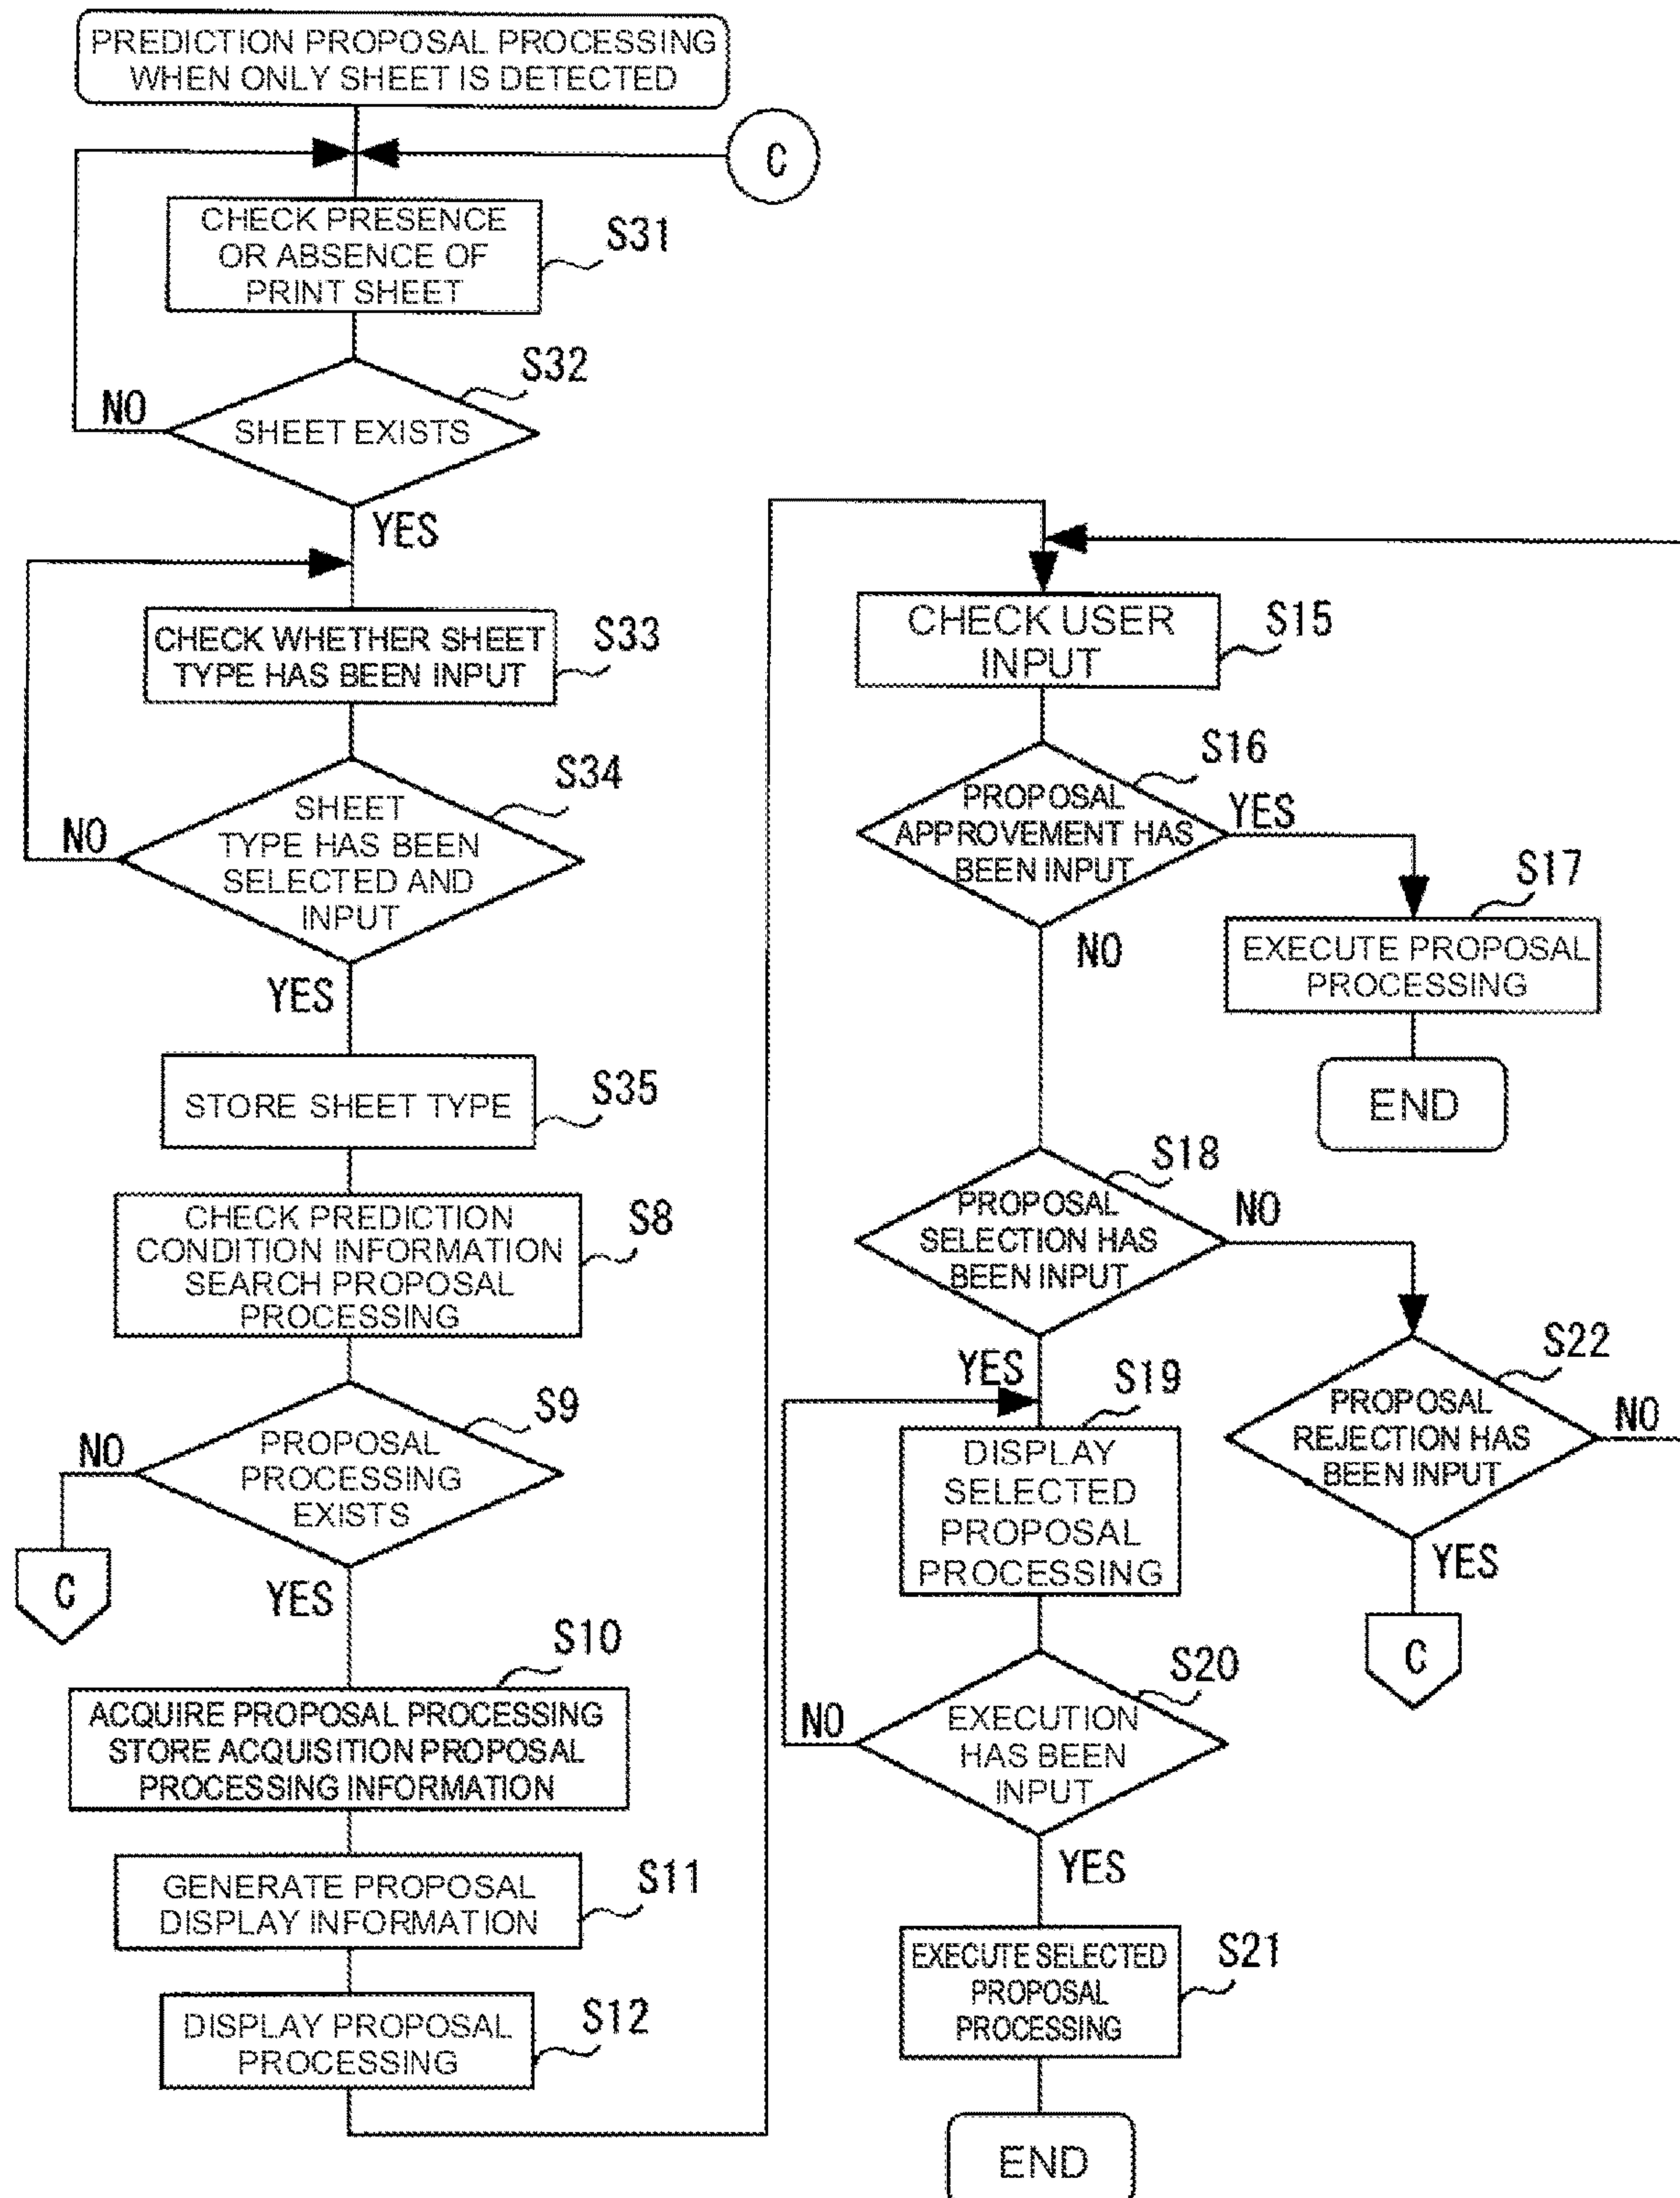 PREDICTION PROPOSAL PROCESSING
WHEN ONLY SHEET IS DETECTED
C
CHECK PRESENCE
OR ABSENCE OF
PRINT SHEET
S31
S32
NO
SHEET EXISTS
YES
CHECK WHETHER SHEET
TYPE HAS BEEN INPUT
S33
S34
NO
SHEET
TYPE HAS BEEN
SELECTED AND
INPUT
YES
STORE SHEET TYPE
S35
CHECK PREDICTION
CONDITION INFORMATION
SEARCH PROPOSAL
PROCESSING
S8
S9
NO
PROPOSAL
PROCESSING
EXISTS
C
YES
S10
ACQUIRE PROPOSAL PROCESSING
STORE ACQUISITION PROPOSAL
PROCESSING INFORMATION
GENERATE PROPOSAL
DISPLAY INFORMATION
S11
DISPLAY PROPOSAL
PROCESSING
S12
CHECK USER
INPUT
S15
S16
PROPOSAL
APPROVEMENT HAS
BEEN INPUT
YES
NO
S17
EXECUTE PROPOSAL
PROCESSING
END
S18
PROPOSAL
SELECTION HAS
BEEN INPUT
NO
YES
S19
DISPLAY
SELECTED
PROPOSAL
PROCESSING
S22
PROPOSAL
REJECTION HAS
BEEN INPUT
NO
YES
C
S20
NO
EXECUTION
HAS BEEN
INPUT
YES
EXECUTE SELECTED
PROPOSAL
PROCESSING
S21
END